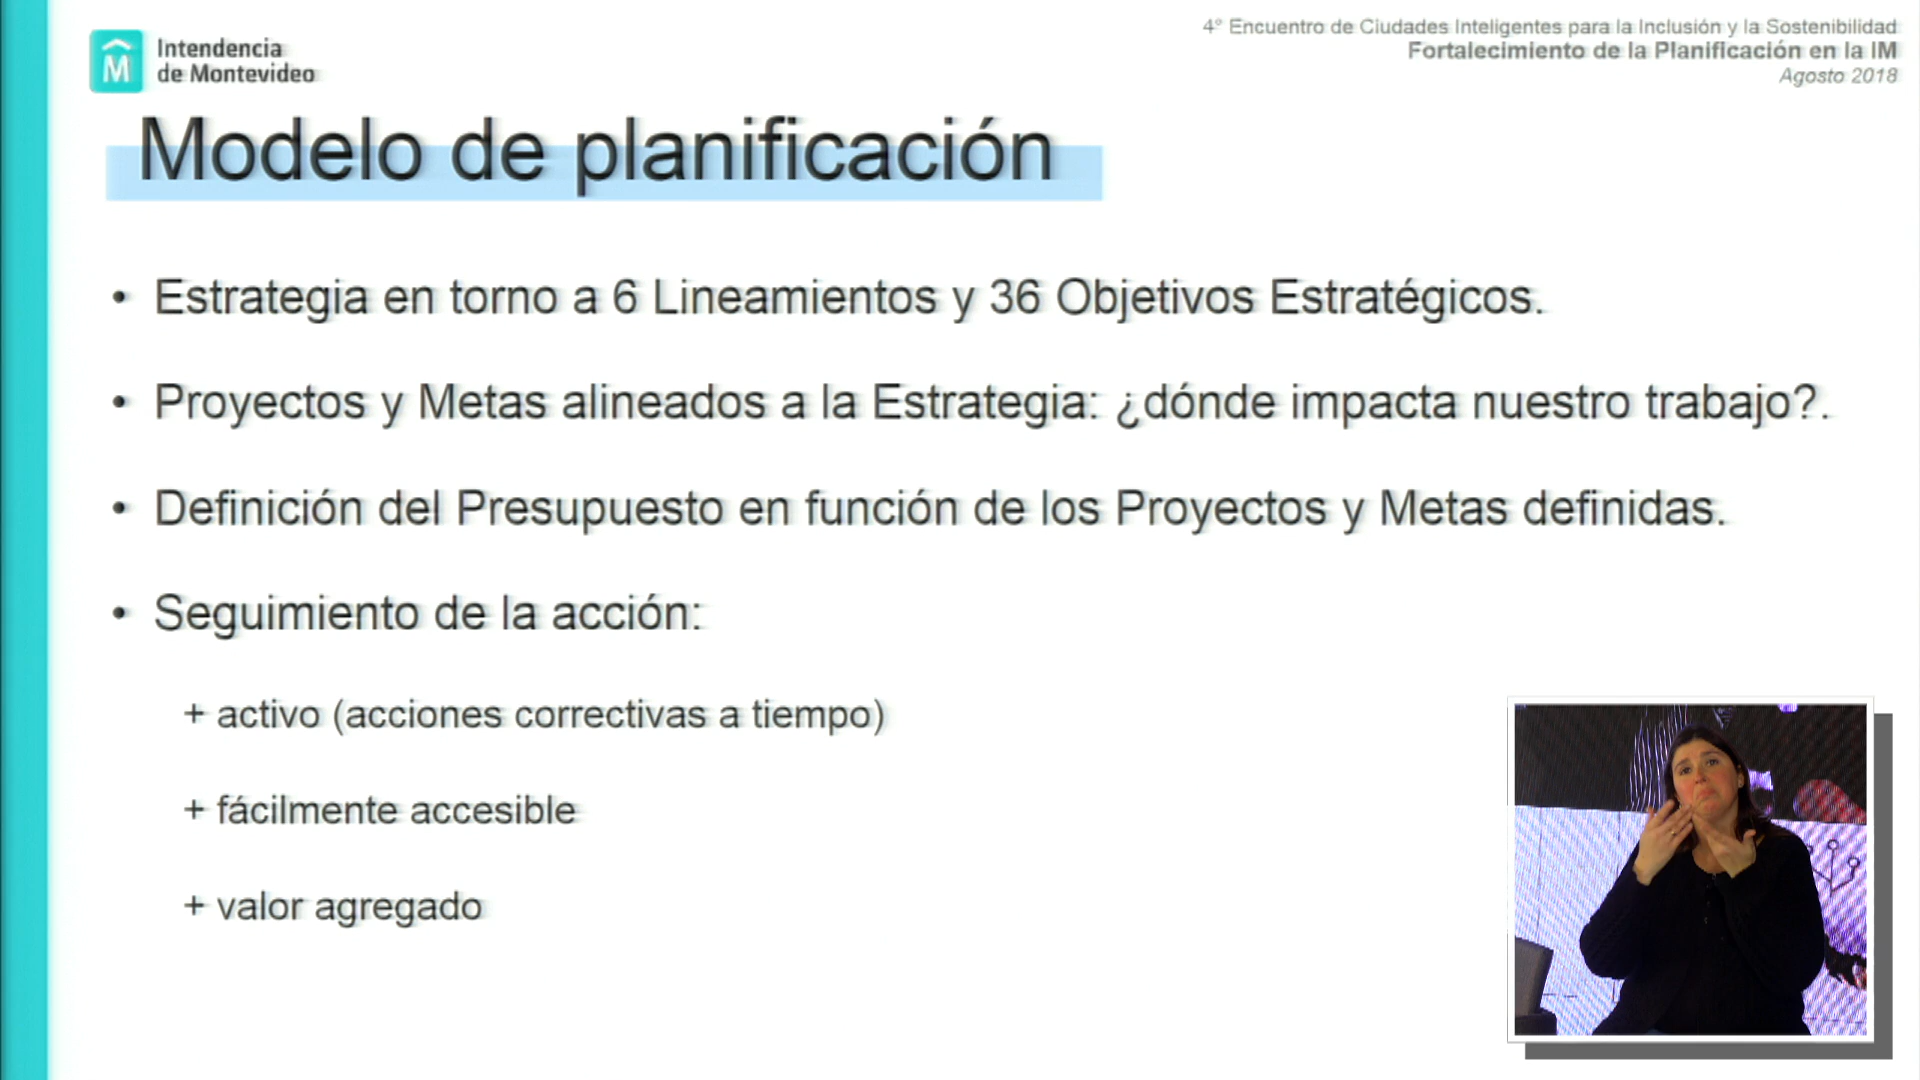 Intendencia
de Montevideo
4° Encuentro de Ciudades Inteligentes para la Inclusión y la Sostenibilidad
Fortalecimiento de la Planificación en la IM
Agosto 2018
Modelo de planificación
• Estrategia en torno a 6 Lineamientos y 36 Objetivos Estratégicos.
• Proyectos y Metas alineados a la Estrategia: ¿dónde impacta nuestro trabajo?.
• Definición del Presupuesto en función de los Proyectos y Metas definidas.
• Seguimiento de la acción:
+ activo (acciones correctivas a tiempo)
+ fácilmente accesible
+ valor agregado